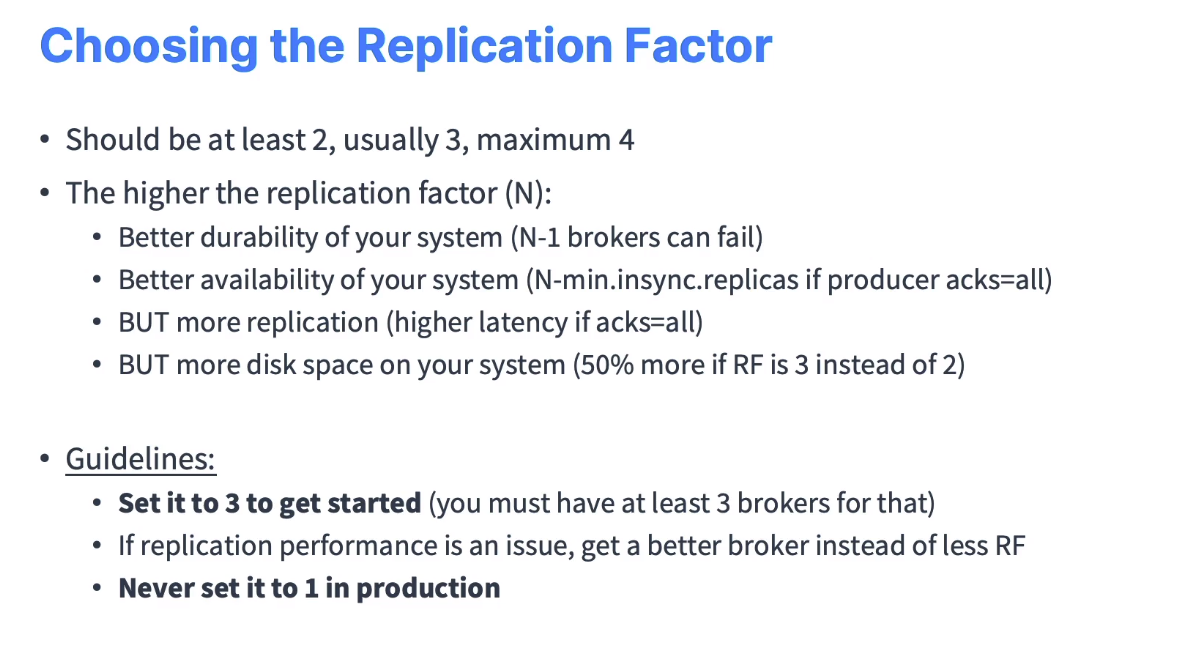 Choosing the Replication Factor
• Should be at least 2, usually 3, maximum 4
• The higher the replication factor (N):
• Better durability of your system (N-1 brokers can fail)
• Better availability of your system (N-min.insync.replicas if producer acks=all)
• BUT more replication (higher latency if acks=all)
• BUT more disk space on your system (50% more if RF is 3 instead of 2)
• Guidelines:
• Set it to 3 to get started (you must have at least 3 brokers for that)
• If replication performance is an issue, get a better broker instead of less RF
• Never set it to 1 in production